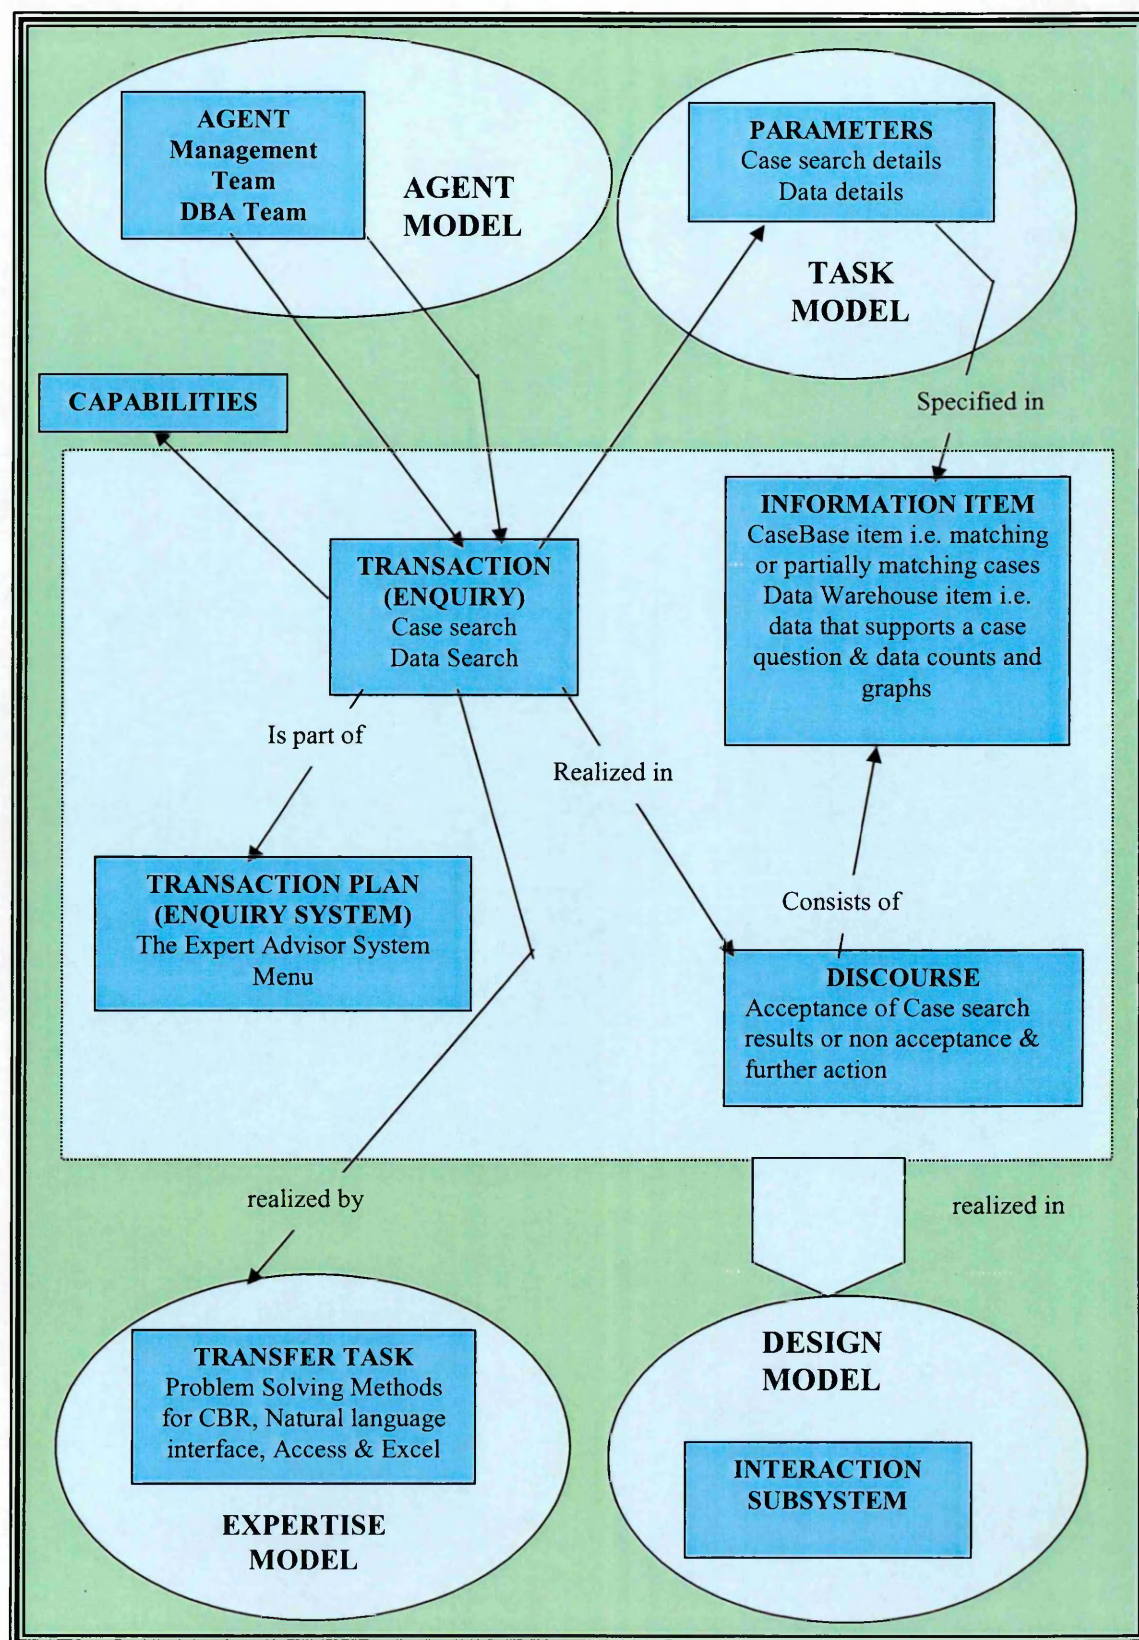 AGENT
Management
Team
DBA Team
AGENT
MODEL
PARAMETERS
Case search details
Data details
TASK
MODEL
CAPABILITIES
Specified in
TRANSACTION
(ENQUIRY)
Case search
Data Search
INFORMATION ITEM
CaseBase item i.e. matching
or partially matching cases
Data Warehouse item i.e.
data that supports a case
question & data counts and
graphs
Is part of
Realized in
TRANSACTION PLAN
(ENQUIRY SYSTEM)
The Expert Advisor System
Menu
Consists of
DISCOURSE
Acceptance of Case search
results or non acceptance &
further action
realized by
realized in
TRANSFER TASK
Problem Solving Methods
for CBR, Natural language
interface, Access & Excel
EXPERTISE
MODEL
DESIGN
MODEL
INTERACTION
SUBSYSTEM